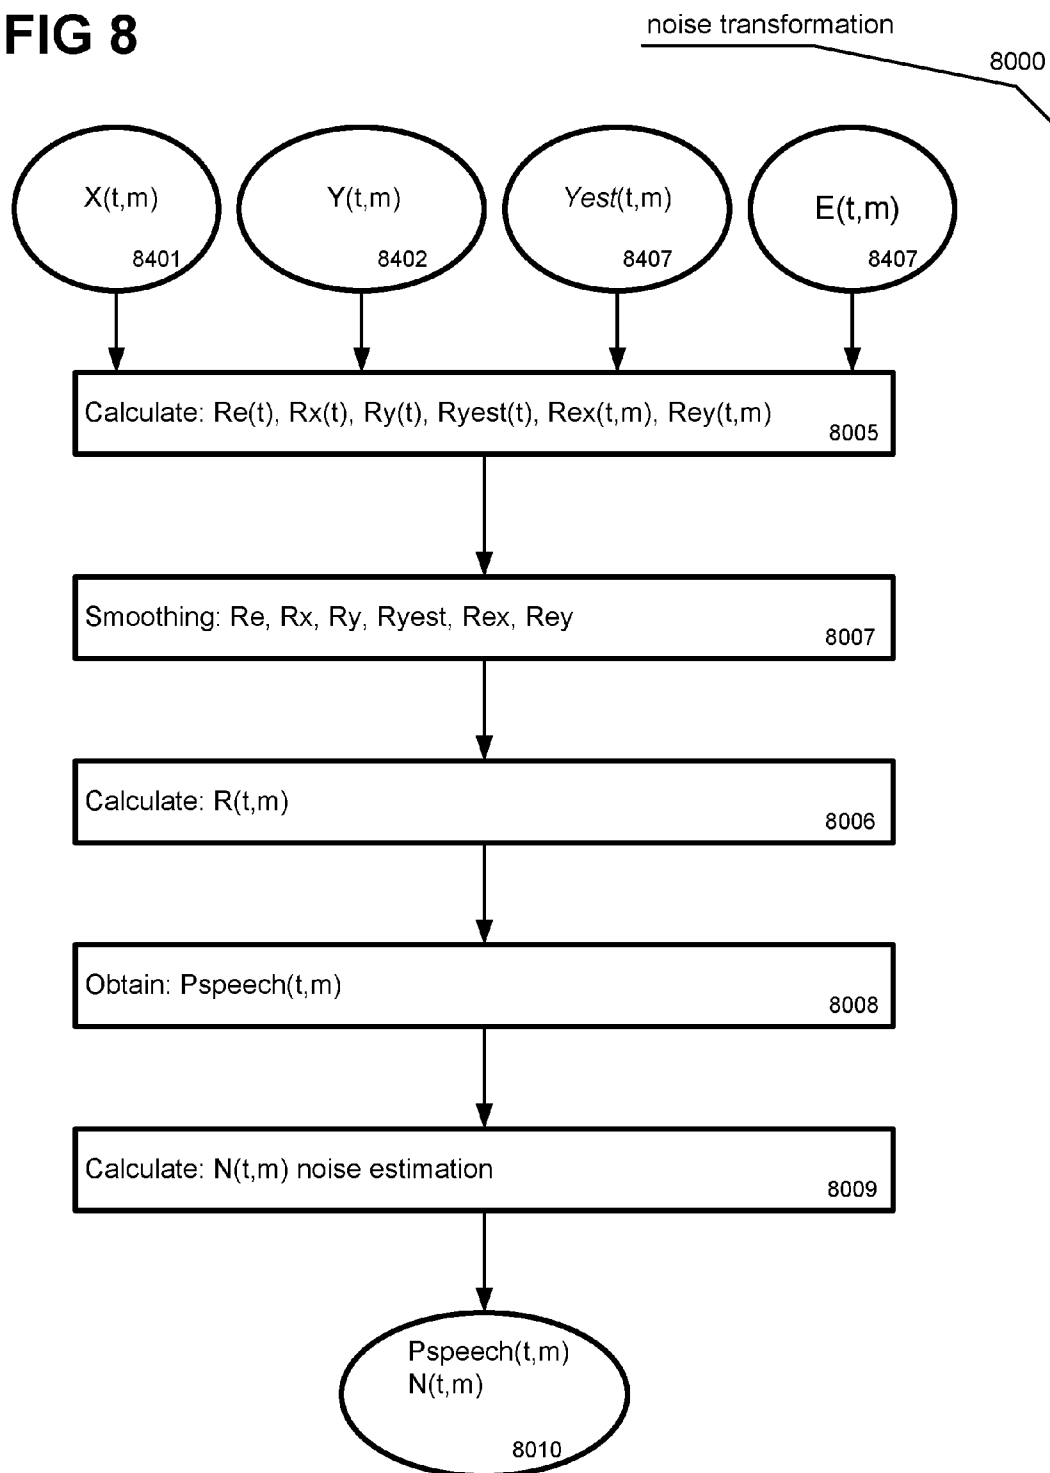 FIG 8
noise transformation
8000
X(t,m)
8401
Y(t,m)
8402
Yest(t,m)
8407
E(t,m)
8407
Calculate: Re(t), Rx(t), Ry(t), Ryest(t), Rex(t,m), Rey(t,m)
8005
Smoothing: Re, Rx, Ry, Ryest, Rex, Rey
8007
Calculate: R(t,m)
8006
Obtain: Pspeech(t,m)
8008
Calculate: N(t,m) noise estimation
8009
Pspeech(t,m)
N(t,m)
8010